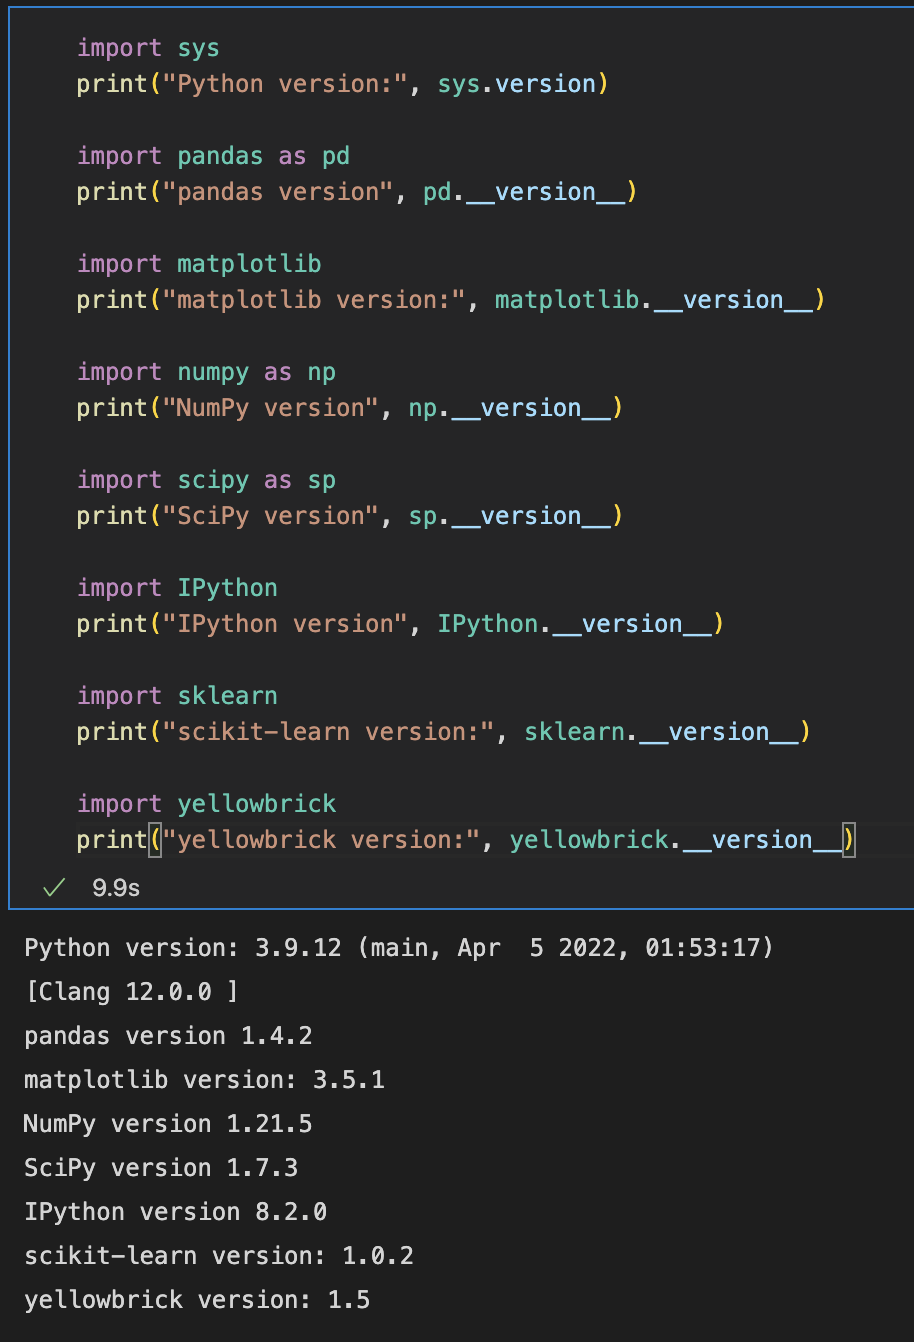 import sys
print("Python version:", sys.version)
import pandas as pd
print("pandas version", pd.__version__)
import matplotlib
print("matplotlib version:", matplotlib.__version__)
import numpy as np
print("NumPy version", np.__version__)
import scipy as sp
print("SciPy version", sp.__version__)
import IPython
print("IPython version", IPython.__version__)
import sklearn
print("scikit-learn version:", sklearn.__version__)
import yellowbrick
print("yellowbrick version:", yellowbrick.__version__)
9.9s
Python version: 3.9.12 (main, Apr  5 2022, 01:53:17)
[Clang 12.0.0 ]
pandas version 1.4.2
matplotlib version: 3.5.1
NumPy version 1.21.5
SciPy version 1.7.3
IPython version 8.2.0
scikit-learn version: 1.0.2
yellowbrick version: 1.5